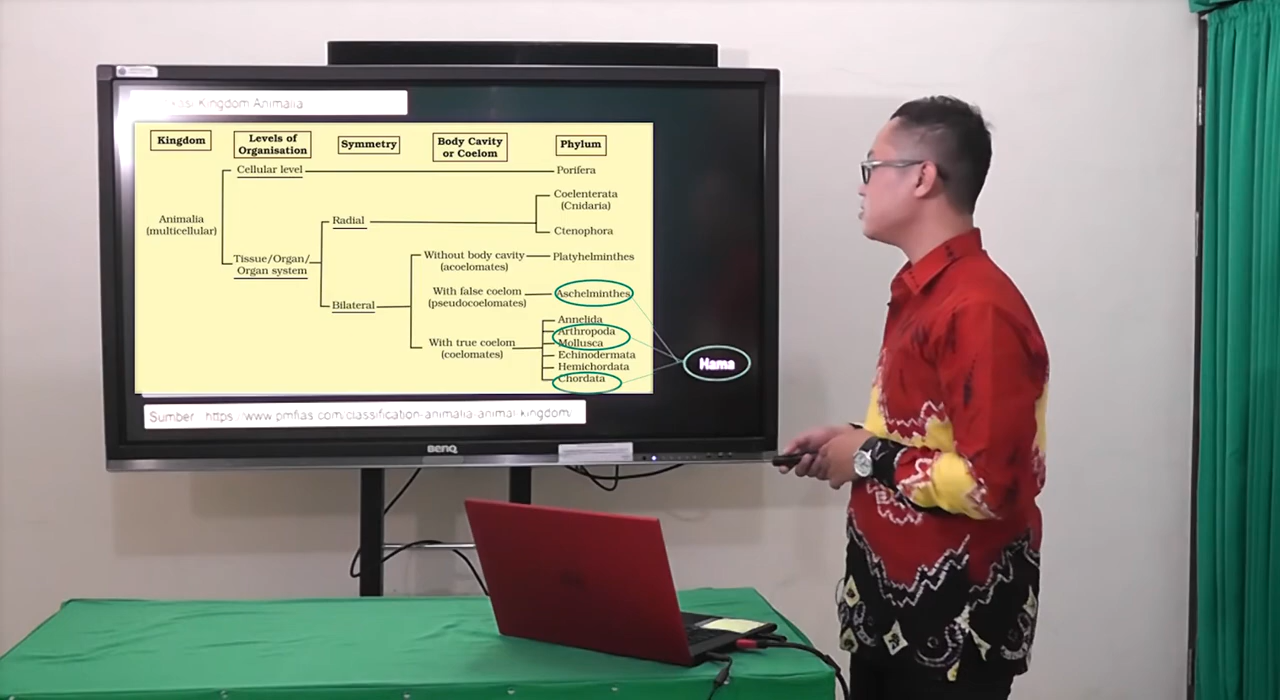 Kingdom Animalia
Kingdom
Levels of
Organisation
Symmetry
Body Cavity
or Coelom
Phylum
Cellular level
Porifera
Coelenterata
(Cnidaria)
Animalia
(multicellular)
Radial
Ctenophora
Tissue/Organ/
Organ system
Without body cavity
(acoelomates)
Platyhelminthes
With false coelom
(pseudocoelomates)
Aschelminthes
Bilateral
With true coelom
(coelomates)
Annelida
Arthropoda
Mollusca
Echinodermata
Hemichordata
Chordata
Hama
Sumber : https://www.pmfias.com/classification-animalia-animal-kingdom/
BenQ